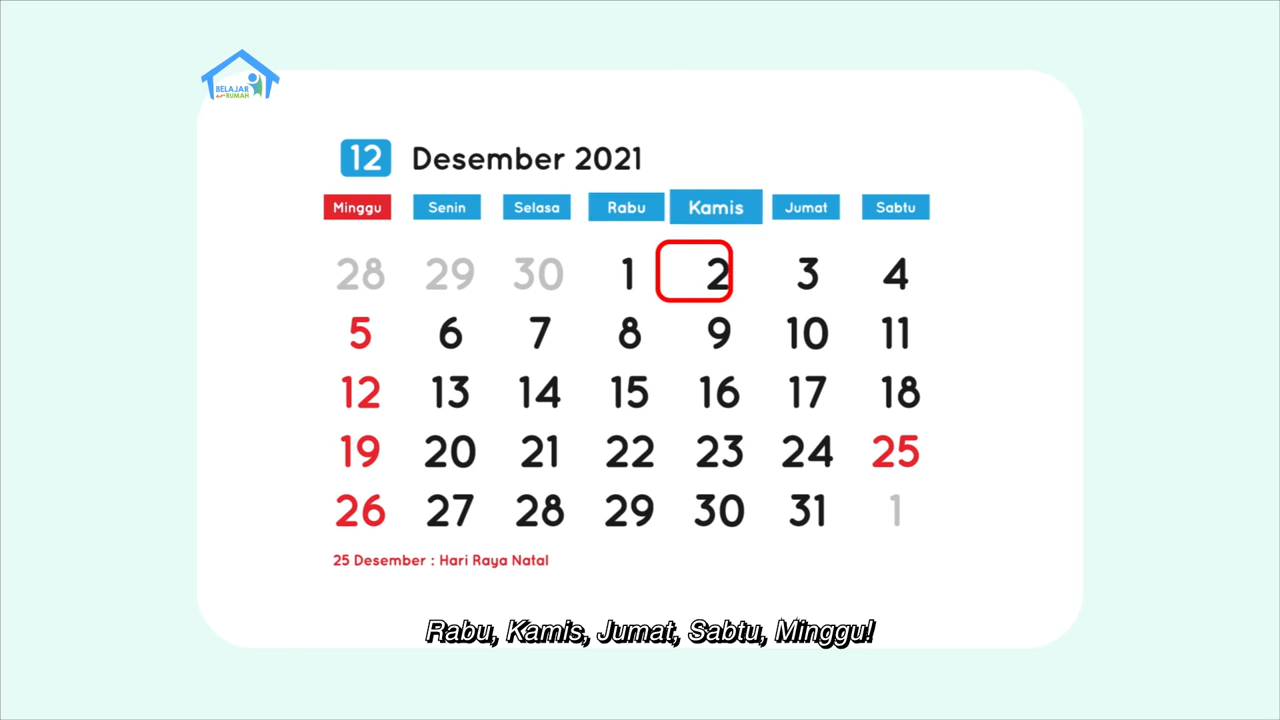 BELAJAR
dari RUMAH
12 Desember 2021
Minggu Senin Selasa Rabu Kamis Jumat Sabtu
28 29 30 1 2 3 4
5 6 7 8 9 10 11
12 13 14 15 16 17 18
19 20 21 22 23 24 25
26 27 28 29 30 31 1
25 Desember : Hari Raya Natal
Rabu, Kamis, Jumat, Sabtu, Minggu!